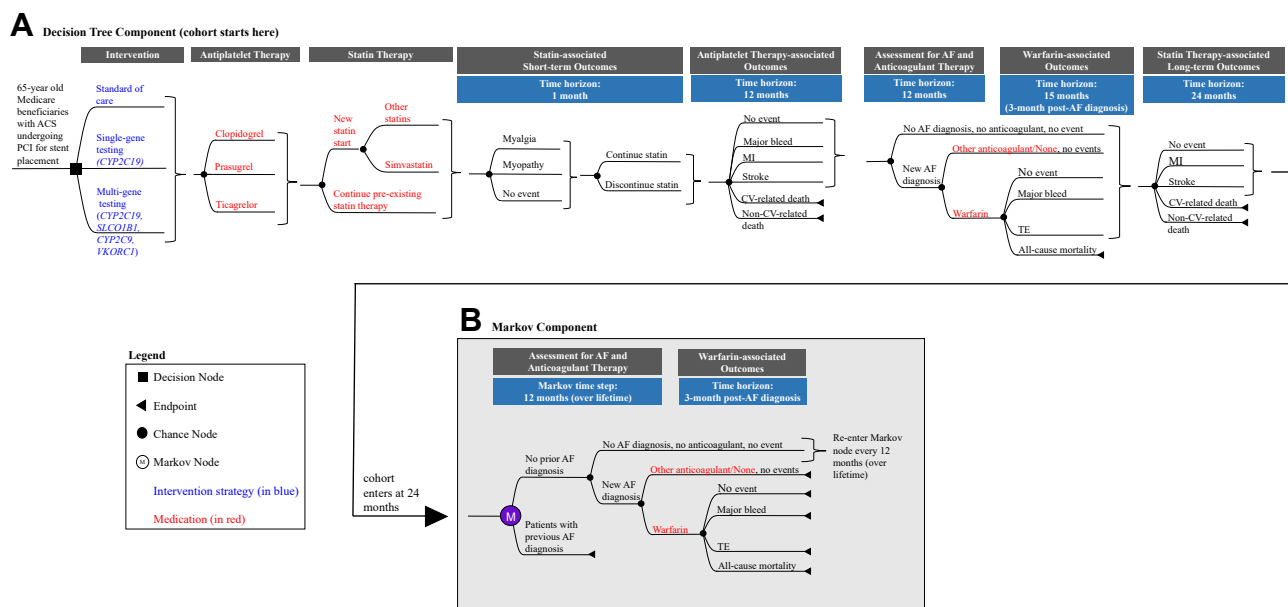 A Decision Tree Component (cohort starts here)
Intervention
Antiplatelet Therapy
Statin Therapy
Statin-associated
Short-term Outcomes
Time horizon:
1 month
Antiplatelet Therapy-associated
Outcomes
Time horizon:
12 months
Assessment for AF and
Anticoagulant Therapy
Time horizon:
12 months
Warfarin-associated
Outcomes
Time horizon:
15 months
(3-month post-AF diagnosis)
Statin Therapy-associated
Long-term Outcomes
Time horizon:
24 months
65-year old
Medicare
beneficiaries
with ACS
undergoing
PCI for stent
placement
Standard of
care
Single-gene
testing
(CYP2C19)
Multi-gene
testing
(CYP2C19,
SLCO1B1,
CYP2C9,
VKORC1)
Clopidogrel
Prasugrel
Ticagrelor
New
statin
start
Other
statins
Simvastatin
Continue pre-existing
statin therapy
Myalgia
Myopathy
No event
Continue statin
Discontinue statin
No event
Major bleed
MI
Stroke
CV-related death
Non-CV-related
death
No AF diagnosis, no anticoagulant, no event
New AF
diagnosis
Other anticoagulant/None, no events
Warfarin
No event
Major bleed
TE
All-cause mortality
No event
MI
Stroke
CV-related death
Non-CV-related
death
B Markov Component
Assessment for AF and
Anticoagulant Therapy
Markov time step:
12 months (over lifetime)
Warfarin-associated
Outcomes
Time horizon:
3-month post-AF diagnosis
cohort
enters at 24
months
M
No prior AF
diagnosis
Patients with
previous AF
diagnosis
No AF diagnosis, no anticoagulant, no event
New AF
diagnosis
Other anticoagulant/None, no events
Warfarin
No event
Major bleed
TE
All-cause mortality
Re-enter Markov
node every 12
months (over
lifetime)
Legend
Decision Node
Endpoint
Chance Node
M Markov Node
Intervention strategy (in blue)
Medication (in red)